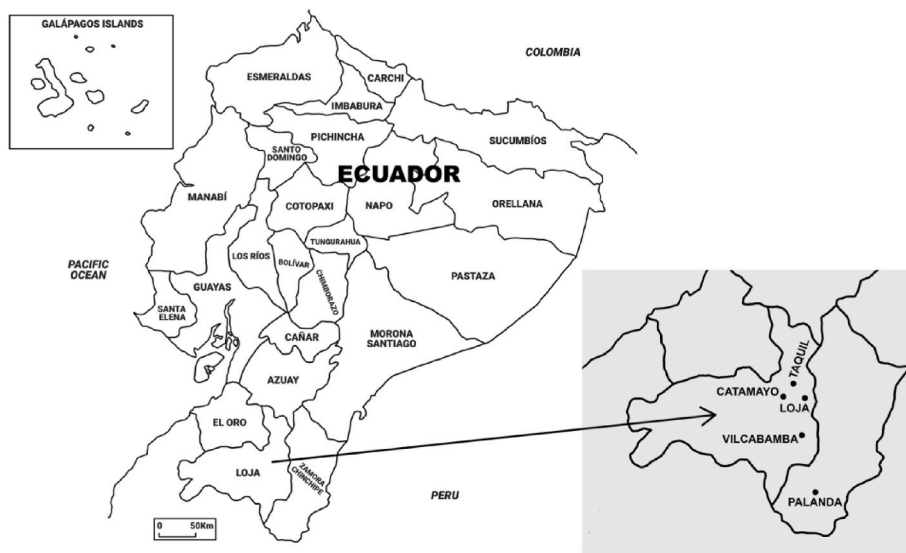 GALÁPAGOS ISLANDS
COLOMBIA
ESMERALDAS
CARCHI
IMBABURA
PICHINCHA
SUCUMBÍOS
SANTO
DOMINGO
ECUADOR
MANABÍ
COTOPAXI
NAPO
ORELLANA
TUNGURAHUA
LOS RÍOS
BOLÍVAR
PACIFIC
OCEAN
CHIMBORAZO
PASTAZA
GUAYAS
SANTA
ELENA
CAÑAR
MORONA
SANTIAGO
AZUAY
EL ORO
LOJA
ZAMORA
CHINCHIPE
PERU
0 50Km
TAQUIL
CATAMAYO
LOJA
VILCABAMBA
PALANDA